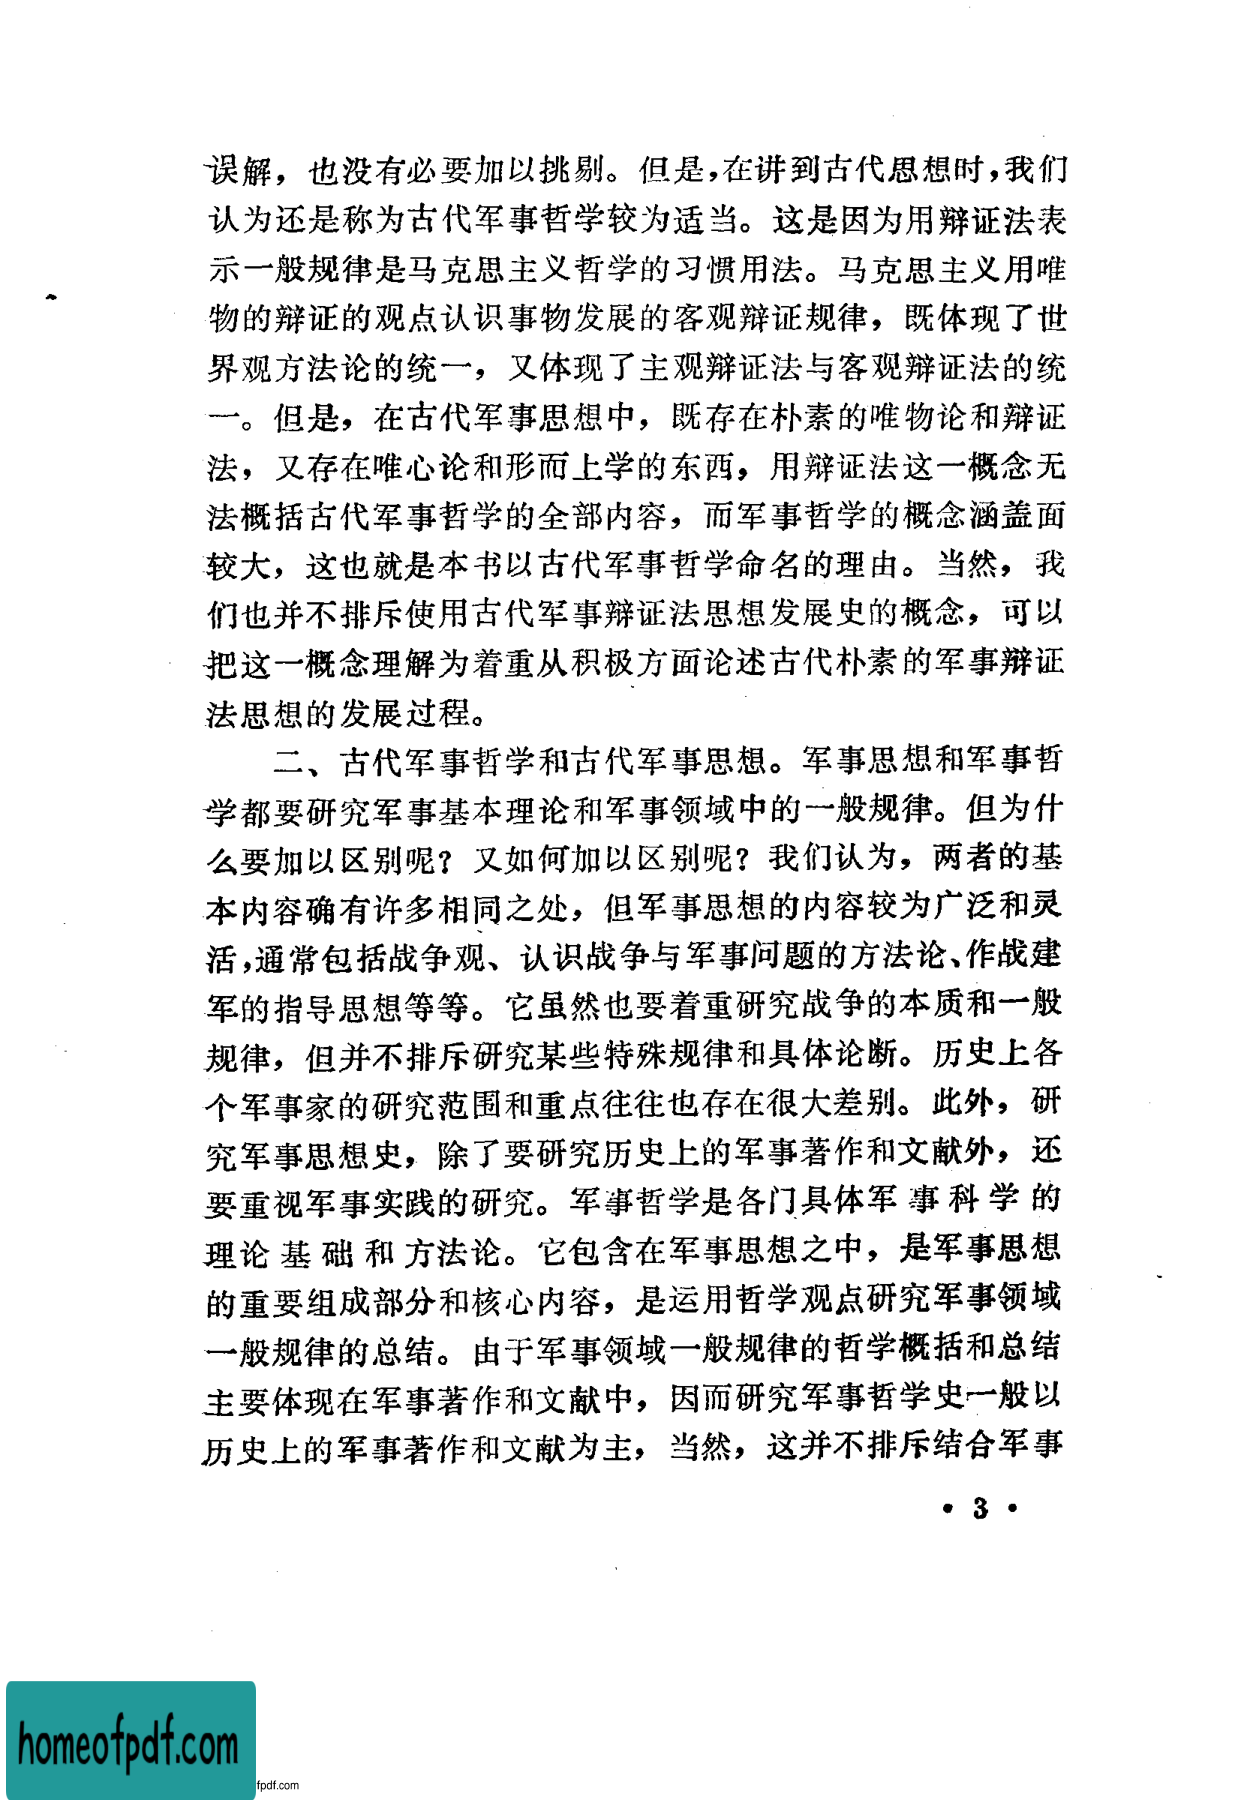 误解，也没有必要加以挑剔。但是，在讲到古代思想时，我们
认为还是称为古代军事哲学较为适当。这是因为用辩证法表
示一般规律是马克思主义哲学的习惯用法。马克思主义用唯
物的辩证的观点认识事物发展的客观辩证规律，既体现了世
界观方法论的统一，又体现了主观辩证法与客观辩证法的统
一。但是，在古代军事思想中，既存在朴素的唯物论和辩证
法，又存在唯心论和形而上学的东西，用辩证法这一概念无
法概括古代军事哲学的全部内容，而军事哲学的概念涵盖面
较大，这也就是本书以古代军事哲学命名的理由。当然，我
们也并不排斥使用古代军事辩证法思想发展史的概念，可以
把这一概念理解为着重从积极方面论述古代朴素的军事辩证
法思想的发展过程。
二、古代军事哲学和古代军事思想。军事思想和军事哲
学都要研究军事基本理论和军事领域中的一般规律。但为什
么要加以区别呢？又如何加以区别呢？我们认为，两者的基
本内容确有许多相同之处，但军事思想的内容较为广泛和灵
活，通常包括战争观、认识战争与军事问题的方法论、作战建
军的指导思想等等。它虽然也要着重研究战争的本质和一般
规律，但并不排斥研究某些特殊规律和具体论断。历史上各
个军事家的研究范围和重点往往也存在很大差别。此外，研
究军事思想史，除了要研究历史上的军事著作和文献外，还
要重视军事实践的研究。军事哲学是各门具体军事科学的
理论基础和方法论。它包含在军事思想之中，是军事思想
的重要组成部分和核心内容，是运用哲学观点研究军事领域
一般规律的总结。由于军事领域一般规律的哲学概括和总结
主要体现在军事著作和文献中，因而研究军事哲学史一般以
历史上的军事著作和文献为主，当然，这并不排斥结合军事
• 3 •
homeofpdf.com
fpdf.com